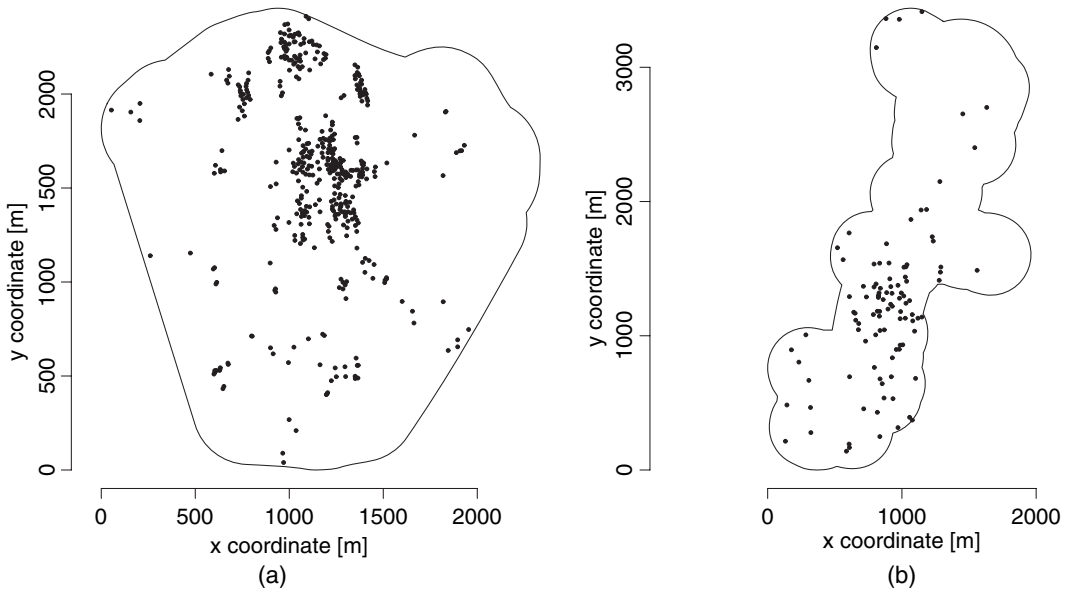 y coordinate [m]
2000
1500
1000
500
0
0 500 1000 1500 2000
x coordinate [m]
(a)
y coordinate [m]
3000
2000
1000
0
0 1000 2000
x coordinate [m]
(b)